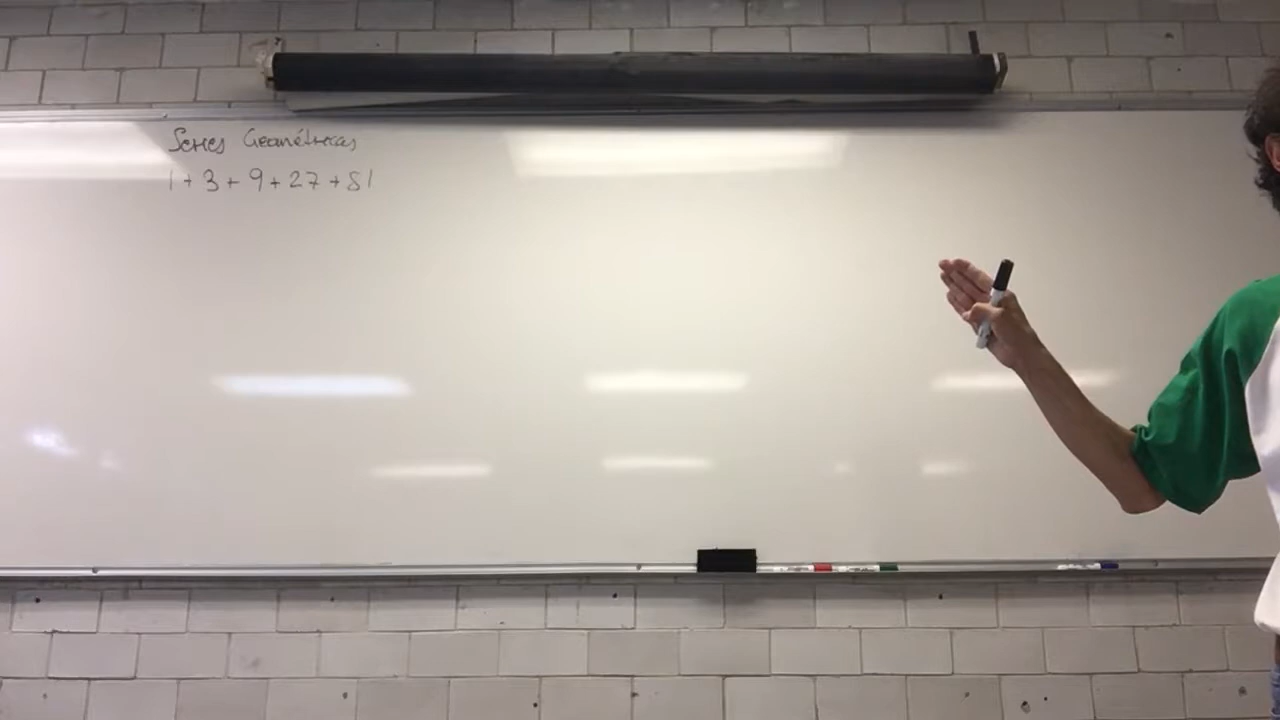 Series Geométricas
1 + 3 + 9 + 27 + 81